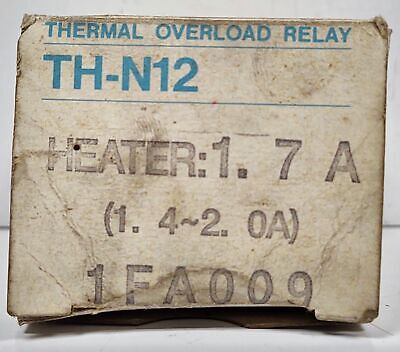 THERMAL OVERLOAD RELAY
TH-N12
HEATER:1. 7 A
(1. 4~2. 0A)
1FA009